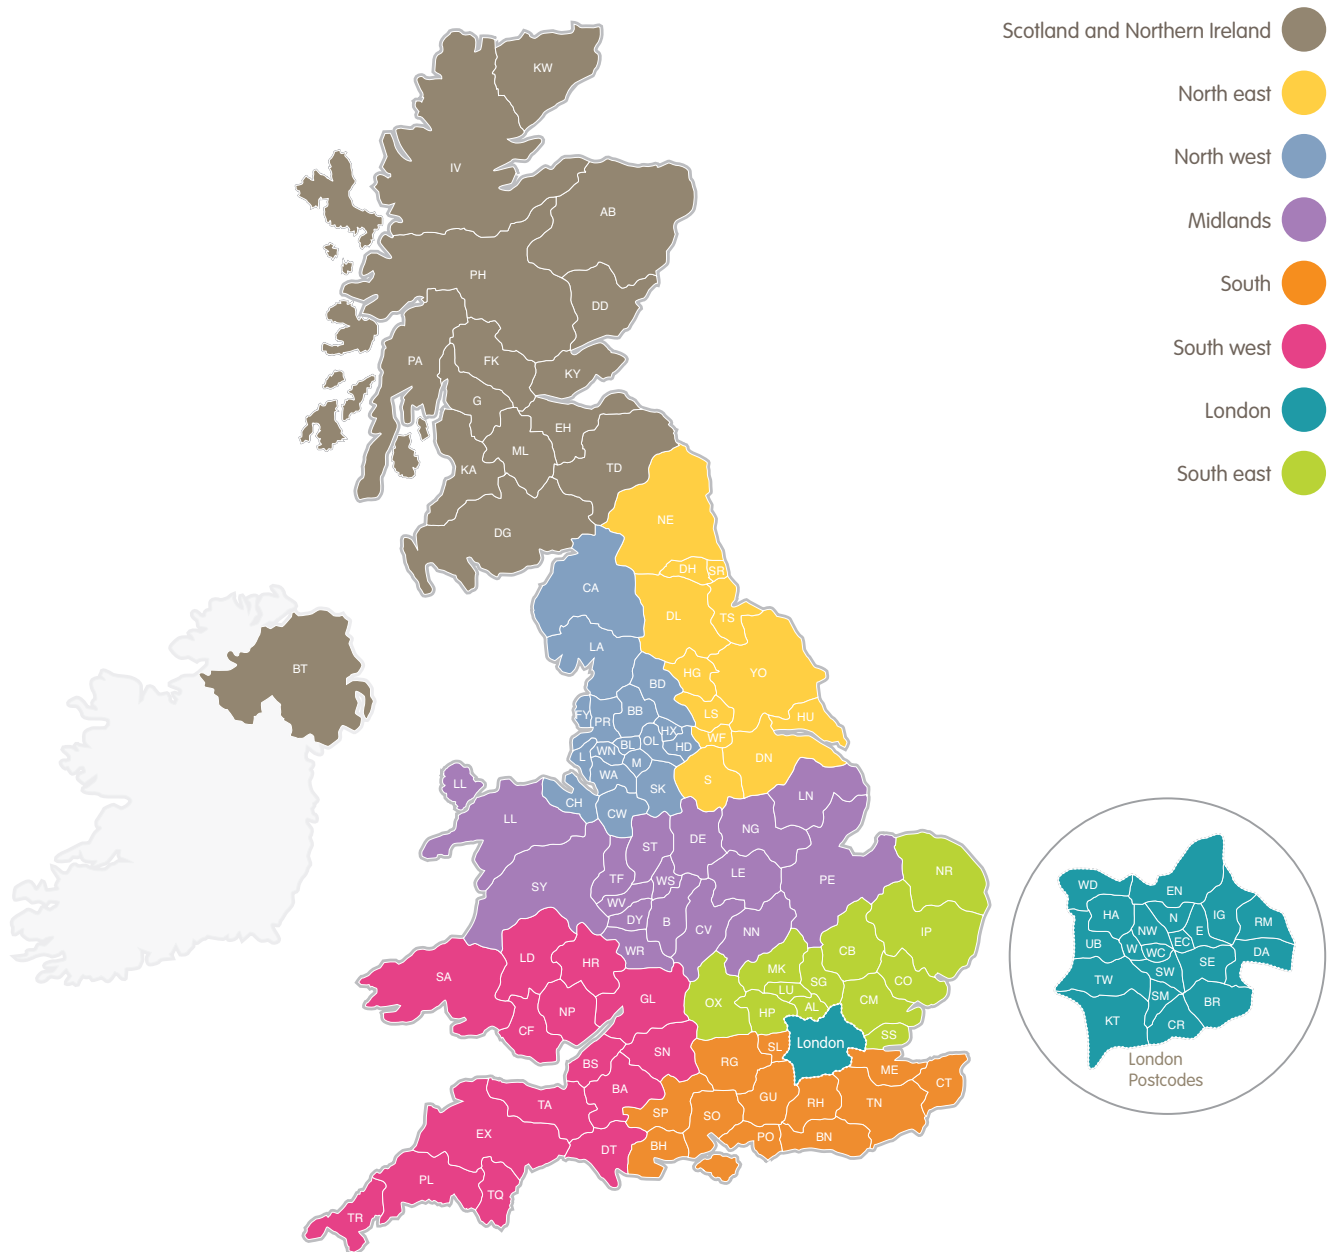 Scotland and Northern Ireland
North east
North west
Midlands
South
South west
London
South east
KW
IV
AB
PH
DD
PA
FK
KY
G
EH
ML
KA
TD
DG
NE
DH
SR
CA
DL
TS
LA
BT
HG
YO
BD
FY
PR
BB
LS
HU
HX
WF
OL
HD
BL
WN
L
M
DN
WA
S
SK
LL
CH
CW
LN
LL
ST
DE
NG
TF
WS
LE
PE
NR
SY
WV
DY
B
CV
NN
IP
WR
CB
LD
HR
SA
MK
SG
CO
LU
GL
OX
HP
AL
CM
NP
CF
SS
London
SL
SN
RG
BS
ME
CT
BA
GU
RH
TN
TA
SP
SO
EX
PO
BN
DT
BH
PL
TQ
TR
WD
EN
HA
N
IG
RM
NW
E
UB
W
WC
EC
DA
SE
TW
SW
SM
BR
KT
CR
London
Postcodes